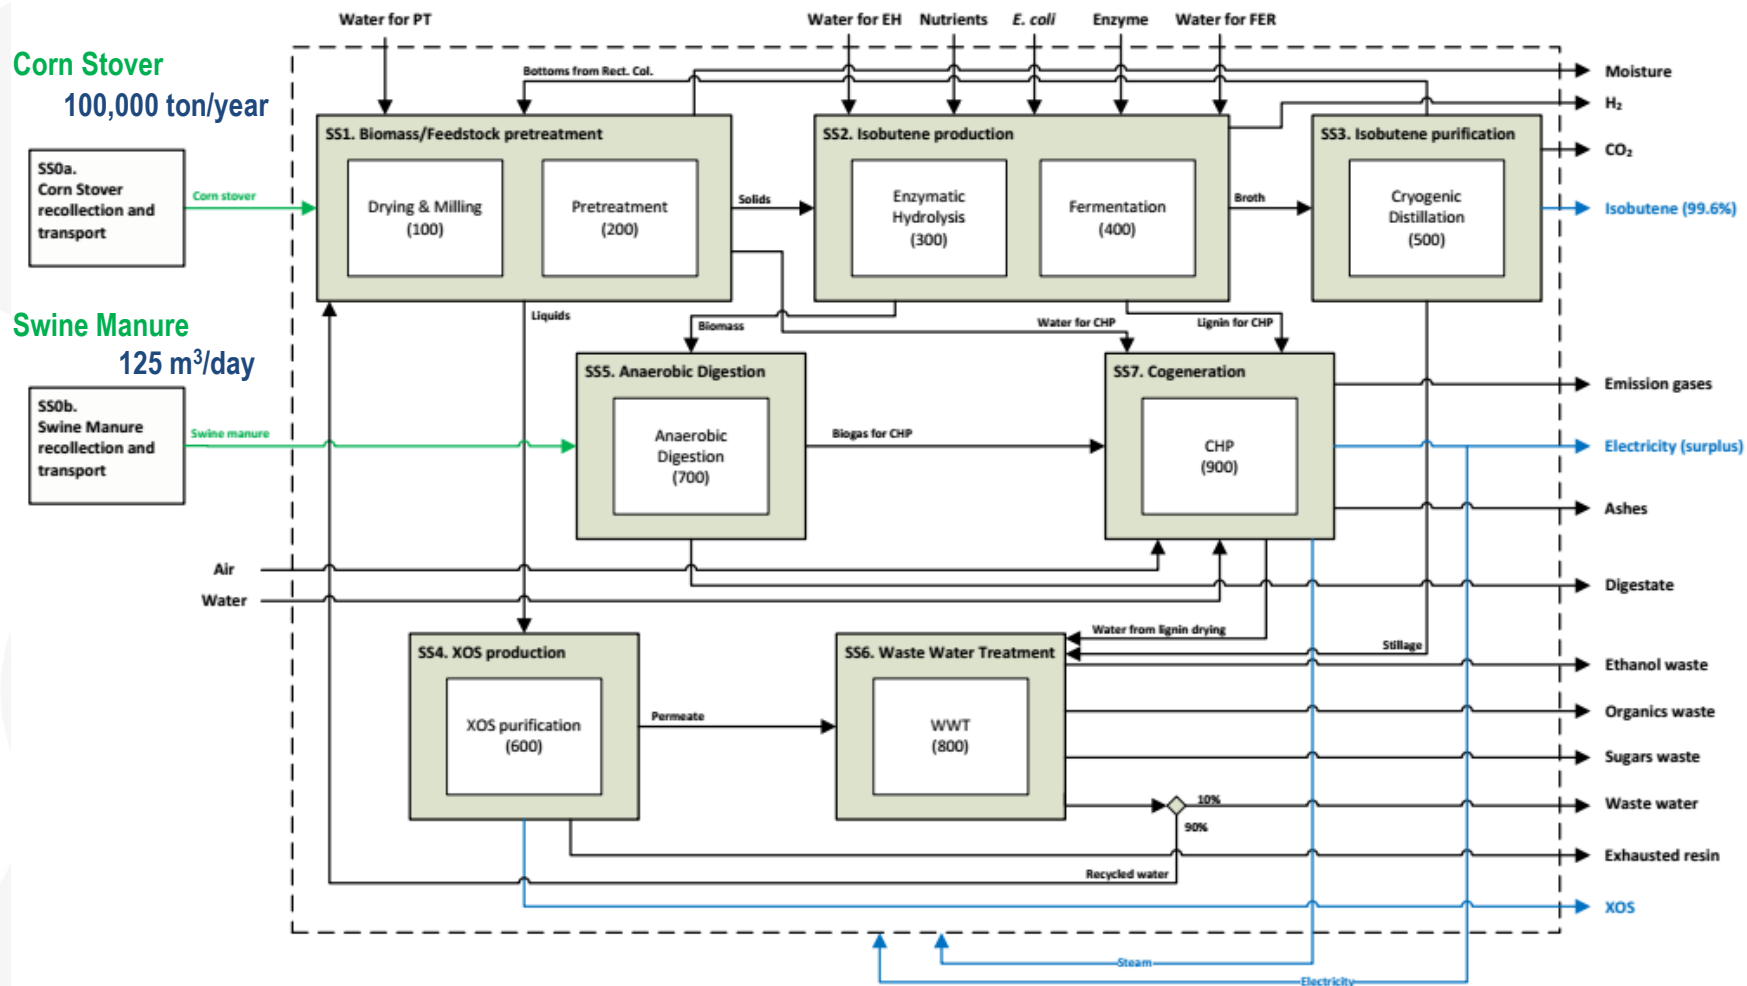 Water for PT
Water for EH
Nutrients
E. coli
Enzyme
Water for FER
Corn Stover
100,000 ton/year
Bottoms from Rect. Col.
Moisture
H₂
SS1. Biomass/Feedstock pretreatment
SS2. Isobutene production
SS3. Isobutene purification
CO₂
SS0a.
Corn Stover
recollection and
transport
Corn stover
Drying & Milling
(100)
Pretreatment
(200)
Solids
Enzymatic
Hydrolysis
(300)
Fermentation
(400)
Broth
Cryogenic
Distillation
(500)
Isobutene (99.6%)
Swine Manure
125 m³/day
Liquids
Biomass
Water for CHP
Lignin for CHP
SS5. Anaerobic Digestion
SS7. Cogeneration
Emission gases
SS0b.
Swine Manure
recollection and
transport
Swine manure
Anaerobic
Digestion
(700)
Biogas for CHP
CHP
(900)
Electricity (surplus)
Ashes
Air
Digestate
Water
Water from lignin drying
Stillage
SS4. XOS production
SS6. Waste Water Treatment
Ethanol waste
XOS purification
(600)
Permeate
WWT
(800)
Organics waste
Sugars waste
10%
Waste water
90%
Exhausted resin
Recycled water
XOS
Steam
Electricity